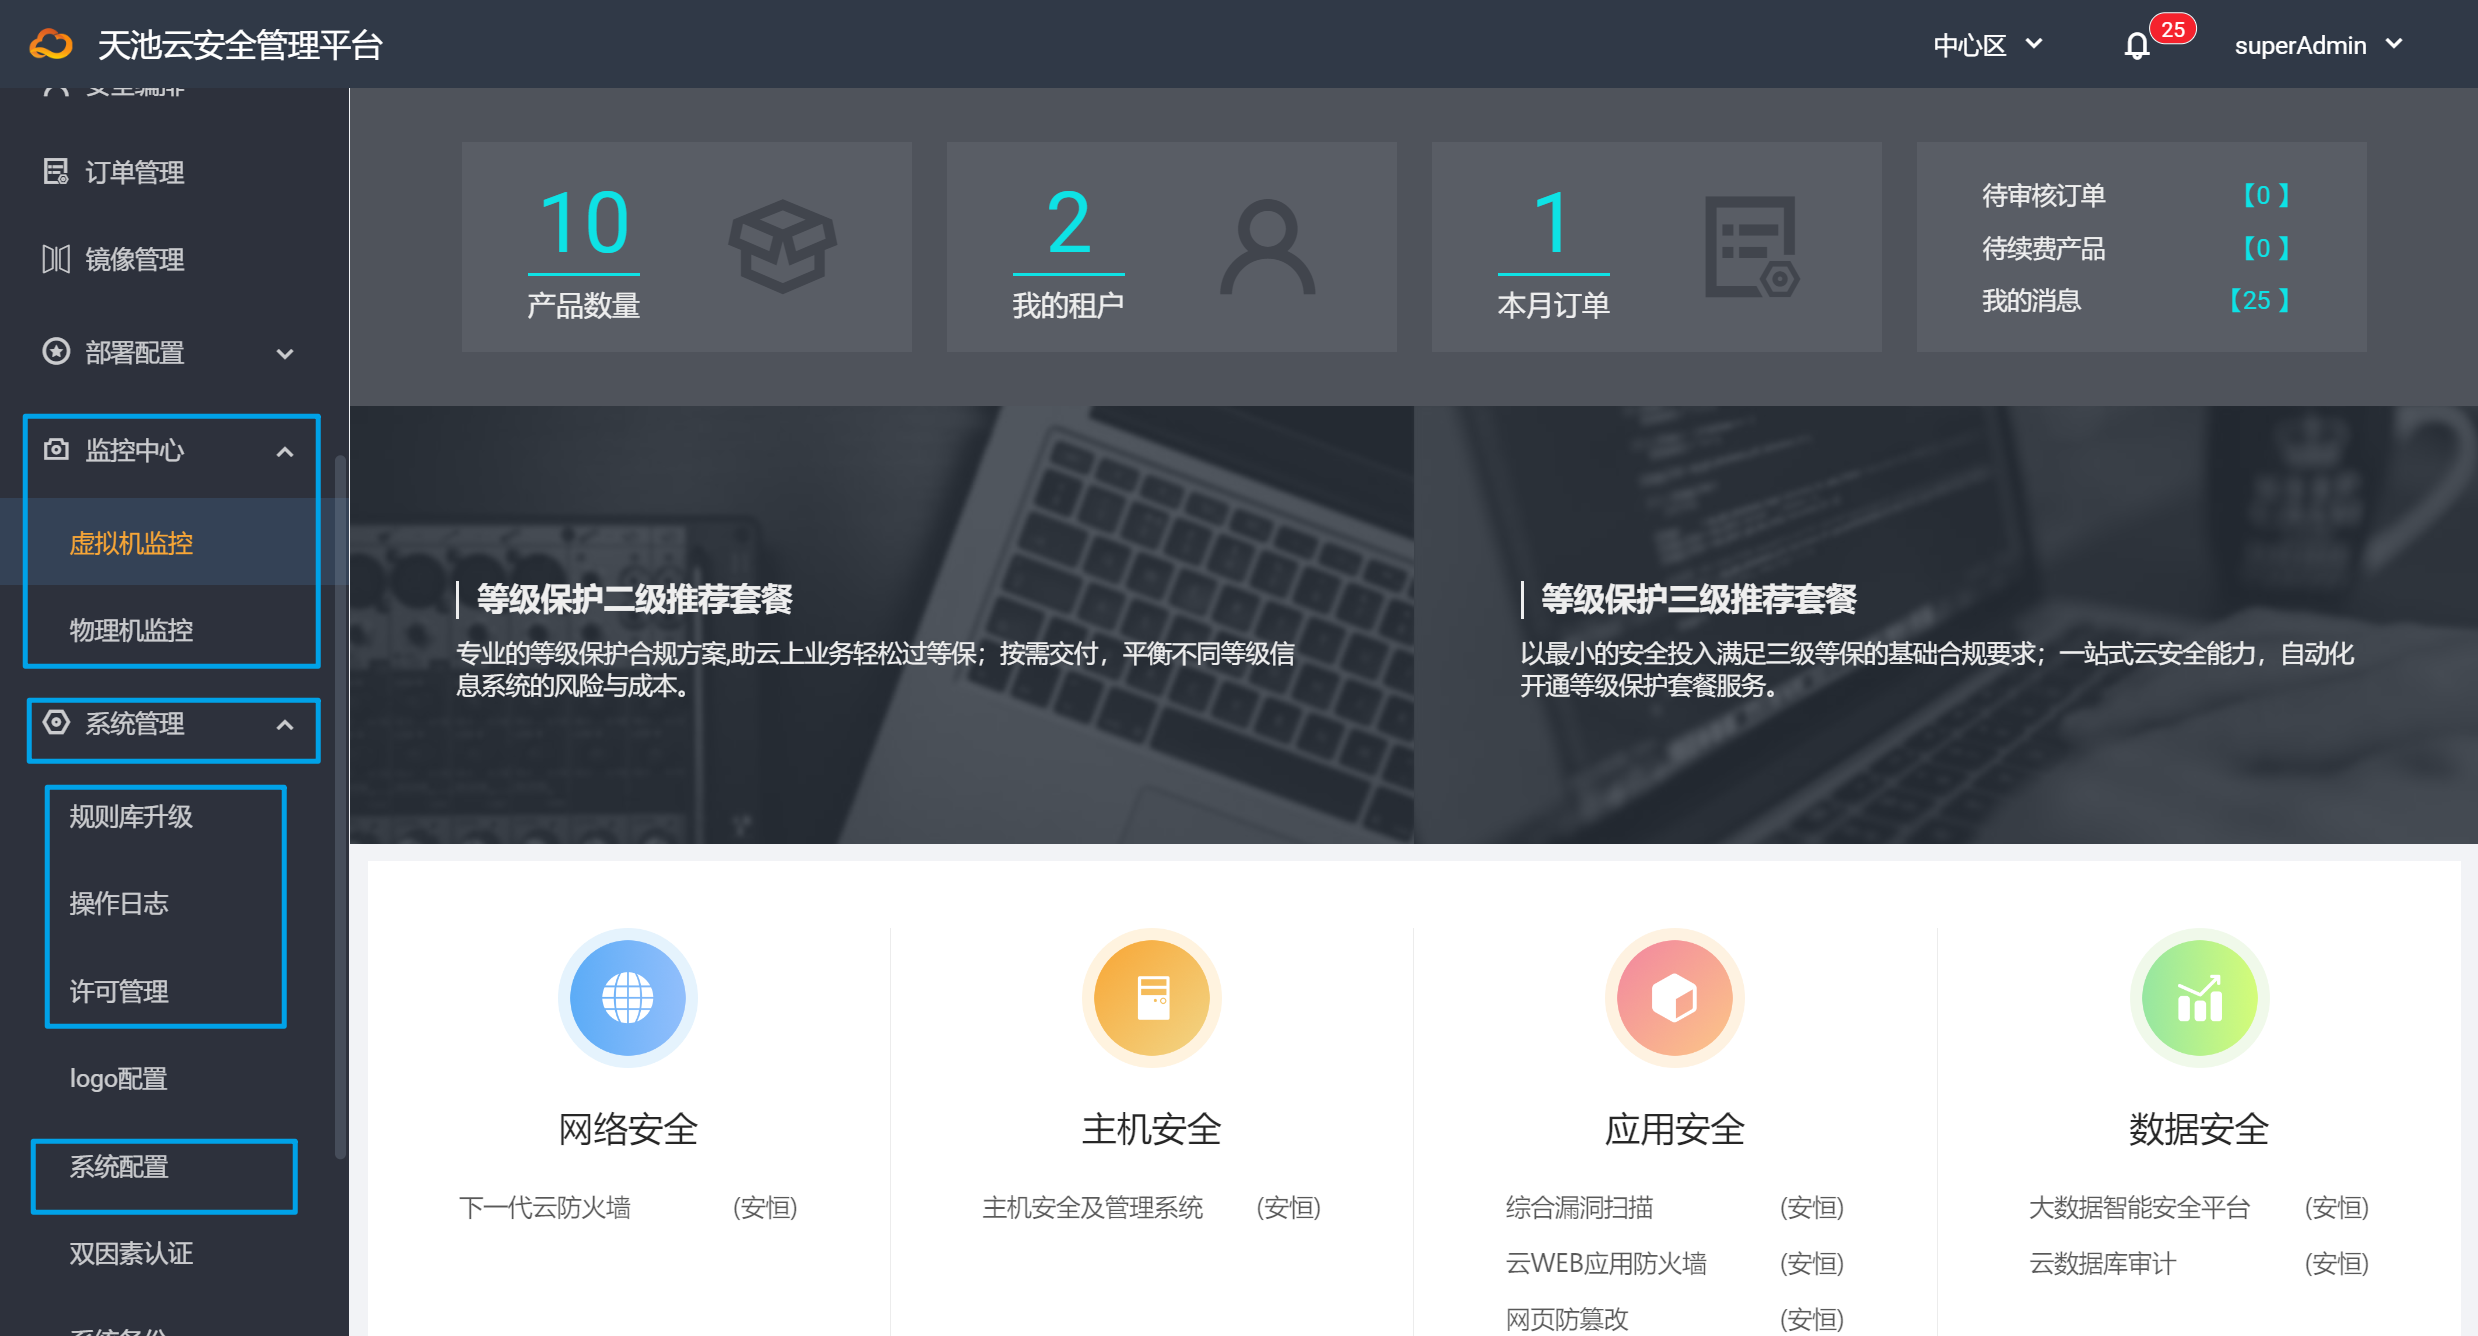 天池云安全管理平台
中心区
25
superAdmin
安全编排
订单管理
镜像管理
部署配置
监控中心
虚拟机监控
物理机监控
系统管理
规则库升级
操作日志
许可管理
logo配置
系统配置
双因素认证
系统备份
10
产品数量
2
我的租户
1
本月订单
待审核订单 【0 】
待续费产品 【0 】
我的消息 【25 】
等级保护二级推荐套餐
专业的等级保护合规方案,助云上业务轻松过等保；按需交付，平衡不同等级信
息系统的风险与成本。
等级保护三级推荐套餐
以最小的安全投入满足三级等保的基础合规要求；一站式云安全能力，自动化
开通等级保护套餐服务。
网络安全
下一代云防火墙 (安恒)
主机安全
主机安全及管理系统 (安恒)
应用安全
综合漏洞扫描 (安恒)
云WEB应用防火墙 (安恒)
网页防篡改 (安恒)
数据安全
大数据智能安全平台 (安恒)
云数据库审计 (安恒)